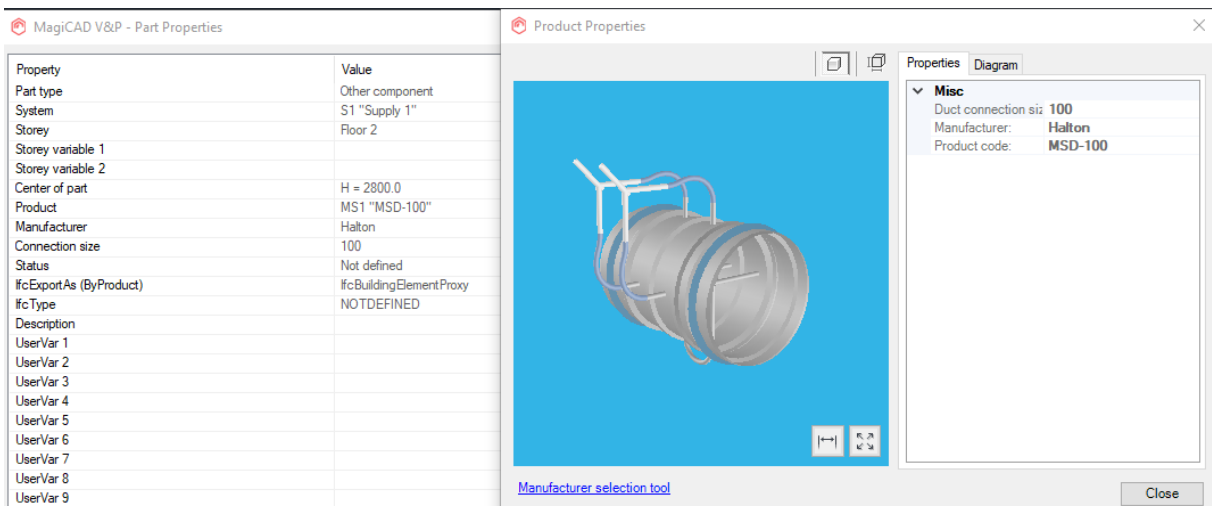 MagiCAD V&P - Part Properties
Property Value
Part type Other component
System S1 "Supply 1"
Storey Floor 2
Storey variable 1
Storey variable 2
Center of part H = 2800.0
Product MS1 "MSD-100"
Manufacturer Halton
Connection size 100
Status Not defined
IfcExportAs (ByProduct) IfcBuildingElementProxy
IfcType NOTDEFINED
Description
UserVar 1
UserVar 2
UserVar 3
UserVar 4
UserVar 5
UserVar 6
UserVar 7
UserVar 8
UserVar 9
Product Properties
Properties Diagram
Misc
Duct connection siz 100
Manufacturer: Halton
Product code: MSD-100
Manufacturer selection tool
Close